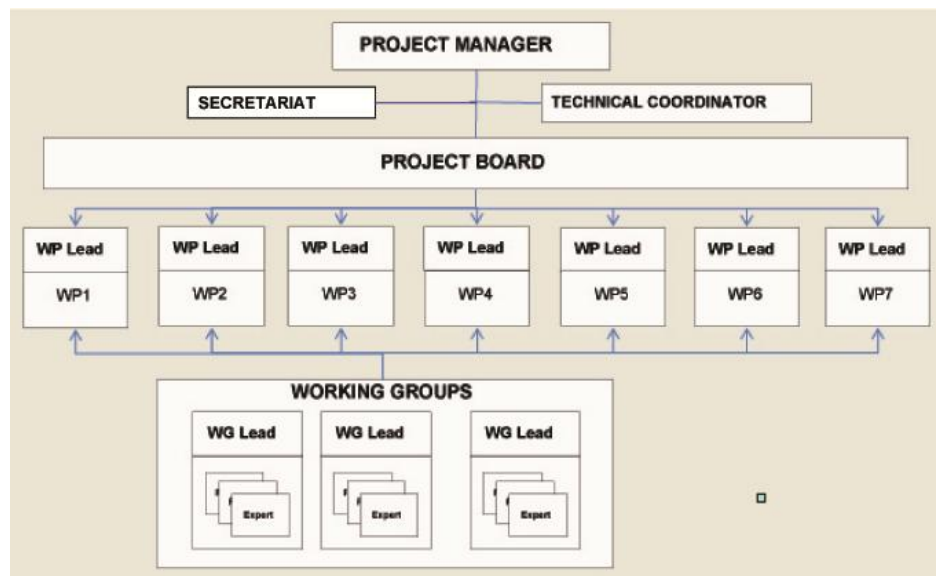 PROJECT MANAGER
SECRETARIAT
TECHNICAL COORDINATOR
PROJECT BOARD
WP Lead
WP Lead
WP Lead
WP Lead
WP Lead
WP Lead
WP Lead
WP1
WP2
WP3
WP4
WP5
WP6
WP7
WORKING GROUPS
WG Lead
WG Lead
WG Lead
Expert
Expert
Expert